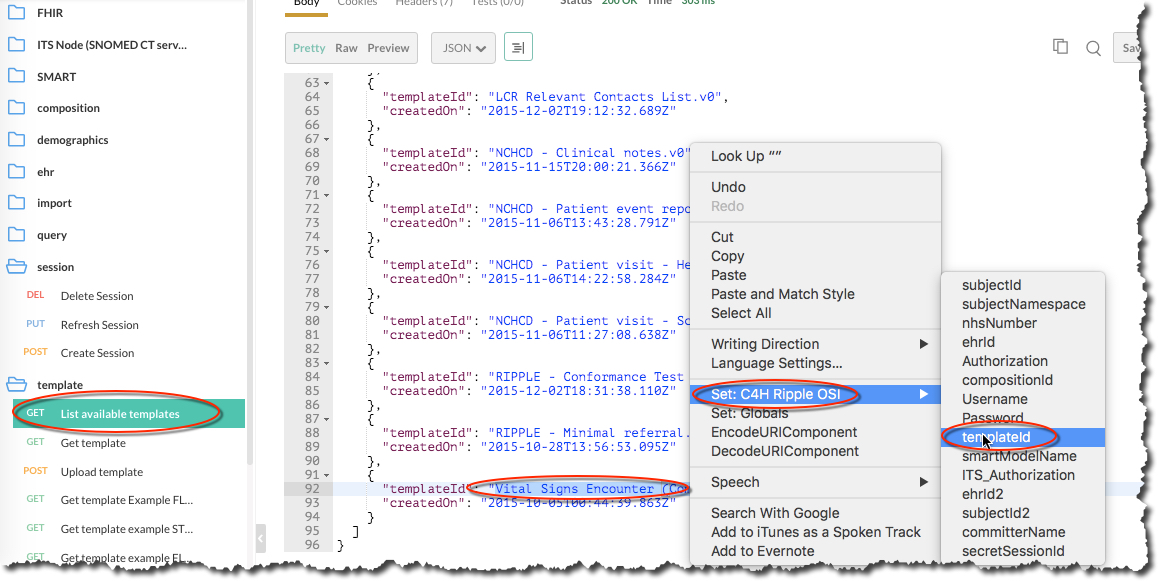 Body Cookies Headers (7) Tests (0/0) Status 200 OK Time 303 ms
FHIR
ITS Node (SNOMED CT serv...
SMART
composition
demographics
ehr
import
query
session
DEL Delete Session
PUT Refresh Session
POST Create Session
template
GET List available templates
GET Get template
POST Upload template
GET Get template Example FL...
GET Get template example ST...
GET Get template example FL...
Pretty Raw Preview JSON
63 {
64 "templateId": "LCR Relevant Contacts List.v0",
65 "createdOn": "2015-12-02T19:12:32.689Z"
66 },
67 {
68 "templateId": "NCHCD - Clinical notes.v0"
69 "createdOn": "2015-11-15T20:00:21.366Z"
70 },
71 {
72 "templateId": "NCHCD - Patient event repo
73 "createdOn": "2015-11-06T13:43:28.791Z"
74 },
75 {
76 "templateId": "NCHCD - Patient visit - He
77 "createdOn": "2015-11-06T14:22:58.284Z"
78 },
79 {
80 "templateId": "NCHCD - Patient visit - Sc
81 "createdOn": "2015-11-06T11:27:08.638Z"
82 },
83 {
84 "templateId": "RIPPLE - Conformance Test
85 "createdOn": "2015-12-02T18:31:38.110Z"
86 },
87 {
88 "templateId": "RIPPLE - Minimal referral.
89 "createdOn": "2015-10-28T13:56:53.095Z"
90 },
91 {
92 "templateId": "Vital Signs Encounter (Co
93 "createdOn": "2015-10-05T00:44:39.863Z"
94 }
95 ]
96 }
Look Up “”
Undo
Redo
Cut
Copy
Paste
Paste and Match Style
Select All
Writing Direction
Language Settings...
Set: C4H Ripple OSI
Set: Globals
EncodeURIComponent
DecodeURIComponent
Speech
Search With Google
Add to iTunes as a Spoken Track
Add to Evernote
subjectId
subjectNamespace
nhsNumber
ehrId
Authorization
compositionId
Username
Password
templateId
smartModelName
ITS_Authorization
ehrId2
subjectId2
committerName
secretSessionId